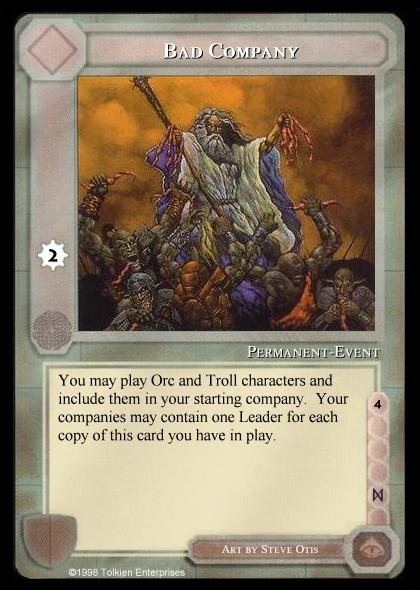 BAD COMPANY
2
PERMANENT-EVENT
You may play Orc and Troll characters and
include them in your starting company. Your
companies may contain one Leader for each
copy of this card you have in play.
4
ART BY STEVE OTIS
©1998 Tolkien Enterprises